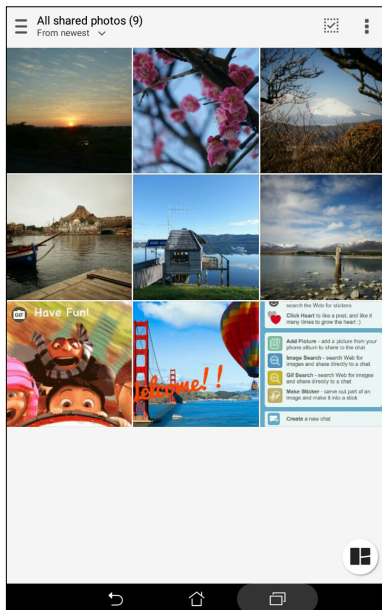 All shared photos (9)
From newest
GIF
Have Fun!
Welcome! !
search the Web for stickers
Click Heart to like a post, and like it
many times to grow the heart :)
Add Picture - add a picture from your
phone album to share to the chat
Image Search - search Web for
images and share directly to a chat
Gif Search - search Web for images
and share directly to a chat
Make Sticker - carve out part of an
image and make it into a stick
Create a new chat